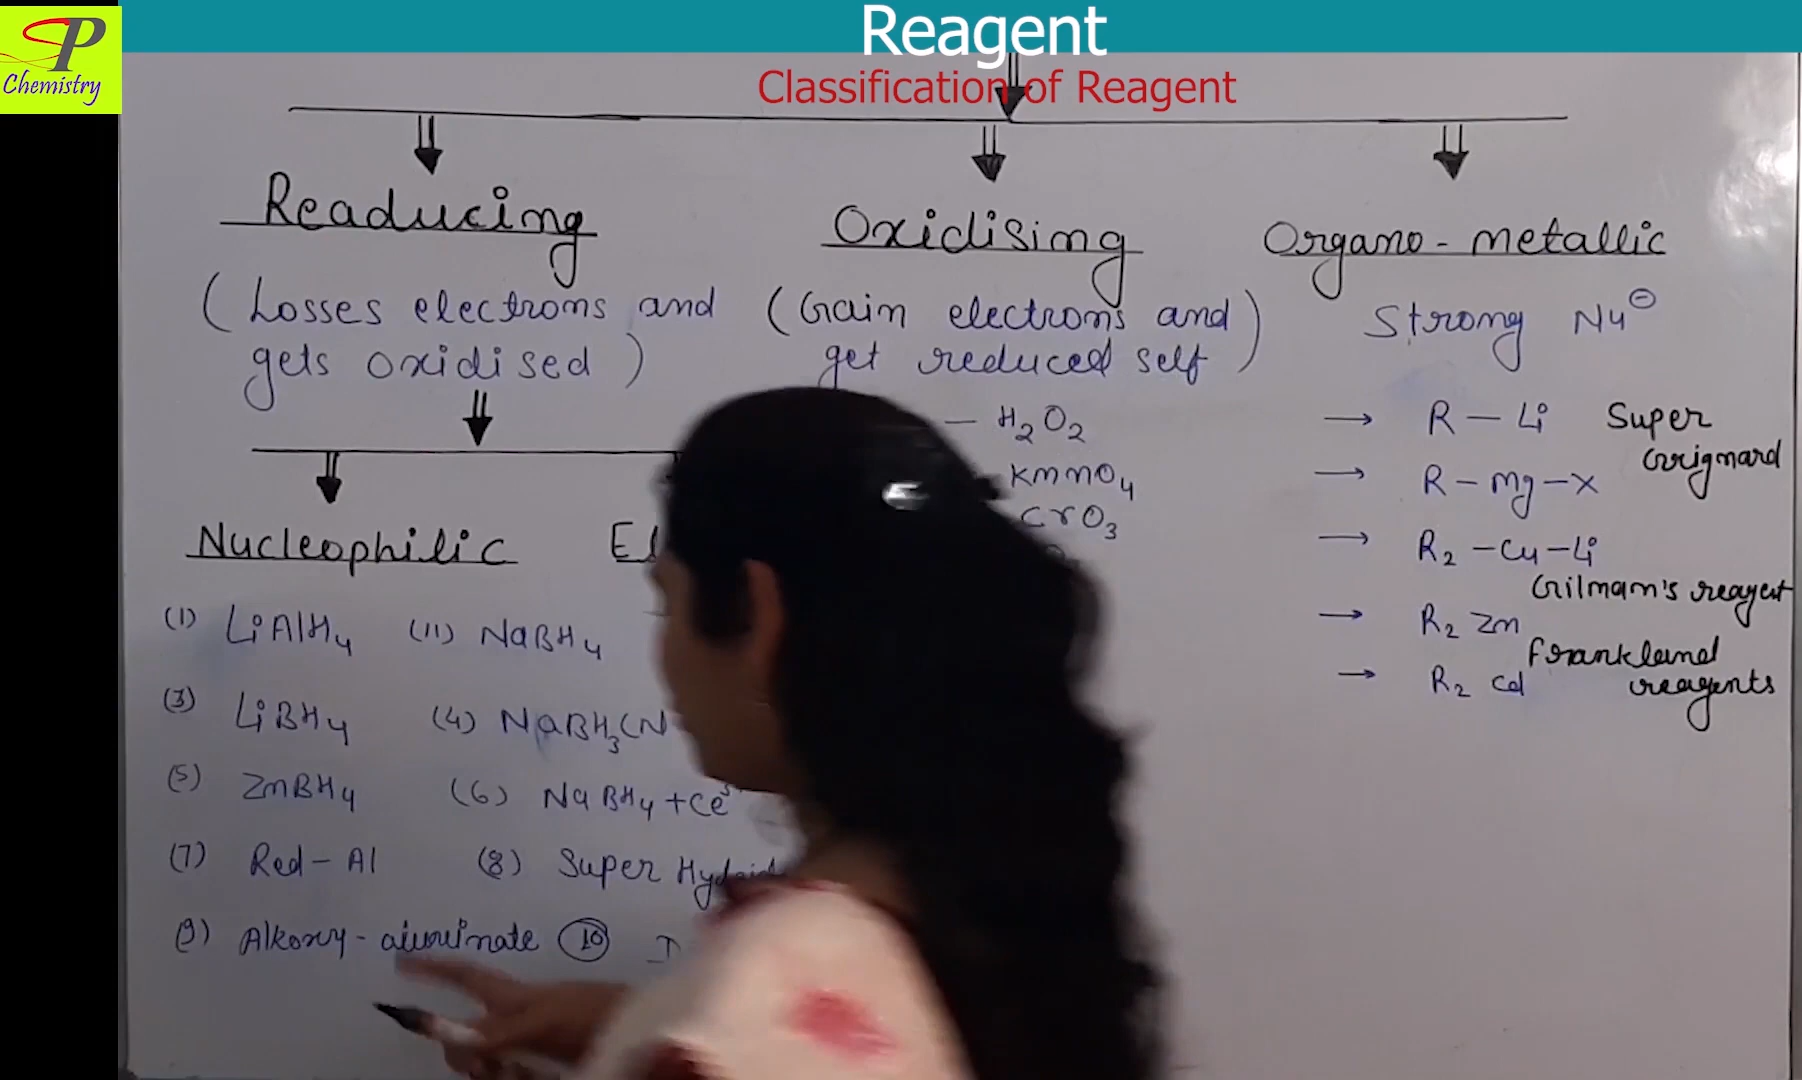 SP
Chemistry
Reagent
Classification of Reagent
Readucing
(Losses electrons and
gets oxidised)
Nucleophilic
(1) LiAlH4 (11) NaBH4
(3) LiBH4 (4) NaBH3CN
(5) ZnBH4 (6) NaBH4+Ce
(7) Red-Al (8) Super
(9) Alkoxy-aluminate (10)
Oxidising
(Gain electrons and
get reduced self)
— H2O2
KMnO4
CrO3
Organo-metallic
Strong Nu⊖
→ R — Li Super
Grignard
→ R — Mg — X
→ R2 — Cu — Li
Gilmam's reagent
→ R2 Zn
Frankland
→ R2 Cd reagents